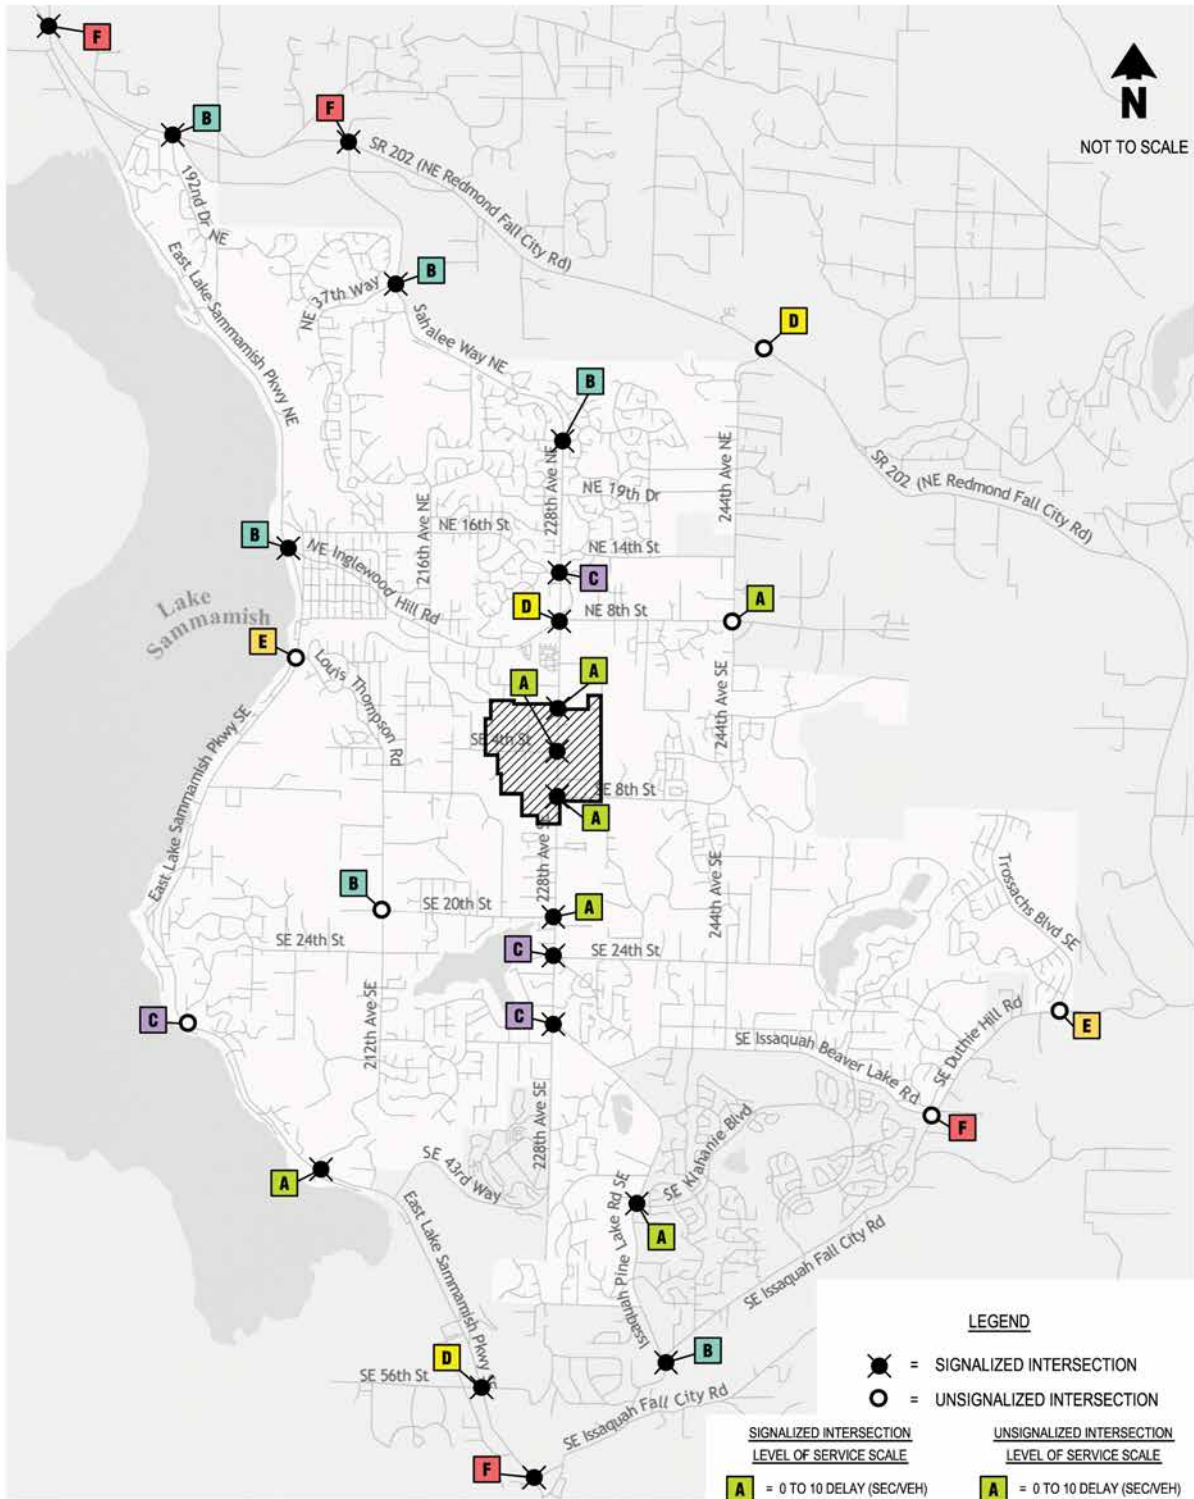 F
B
F
N
NOT TO SCALE
SR 202 (NE Redmond Fall City Rd)
192nd Dr NE
East Lake Sammamish Pkwy NE
B
NE 37th Way
Sahalee Way NE
D
B
228th Ave NE
NE 19th Dr
244th Ave NE
SR 202 (NE Redmond Fall City Rd)
216th Ave NE
NE 16th St
B
NE Inglewood Hill Rd
NE 14th St
C
Lake
Sammamish
D
NE 8th St
A
E
Louis Thompson Rd
A
A
244th Ave SE
SE 4th St
East Lake Sammamish Pkwy SE
SE 8th St
A
228th Ave SE
B
SE 20th St
A
244th Ave SE
Trossachs Blvd SE
SE 24th St
C
SE 24th St
C
C
212th Ave SE
E
SE Issaquah Beaver Lake Rd
SE Duthie Hill Rd
F
228th Ave SE
SE Klahanie Blvd
SE 43rd Way
A
East Lake Sammamish Pkwy SE
A
Issaquah Pine Lake Rd SE
SE Issaquah Fall City Rd
D
B
SE 56th St
SE Issaquah Fall City Rd
F
LEGEND
= SIGNALIZED INTERSECTION
= UNSIGNALIZED INTERSECTION
SIGNALIZED INTERSECTION
LEVEL OF SERVICE SCALE
A = 0 TO 10 DELAY (SEC/VEH)
UNSIGNALIZED INTERSECTION
LEVEL OF SERVICE SCALE
A = 0 TO 10 DELAY (SEC/VEH)